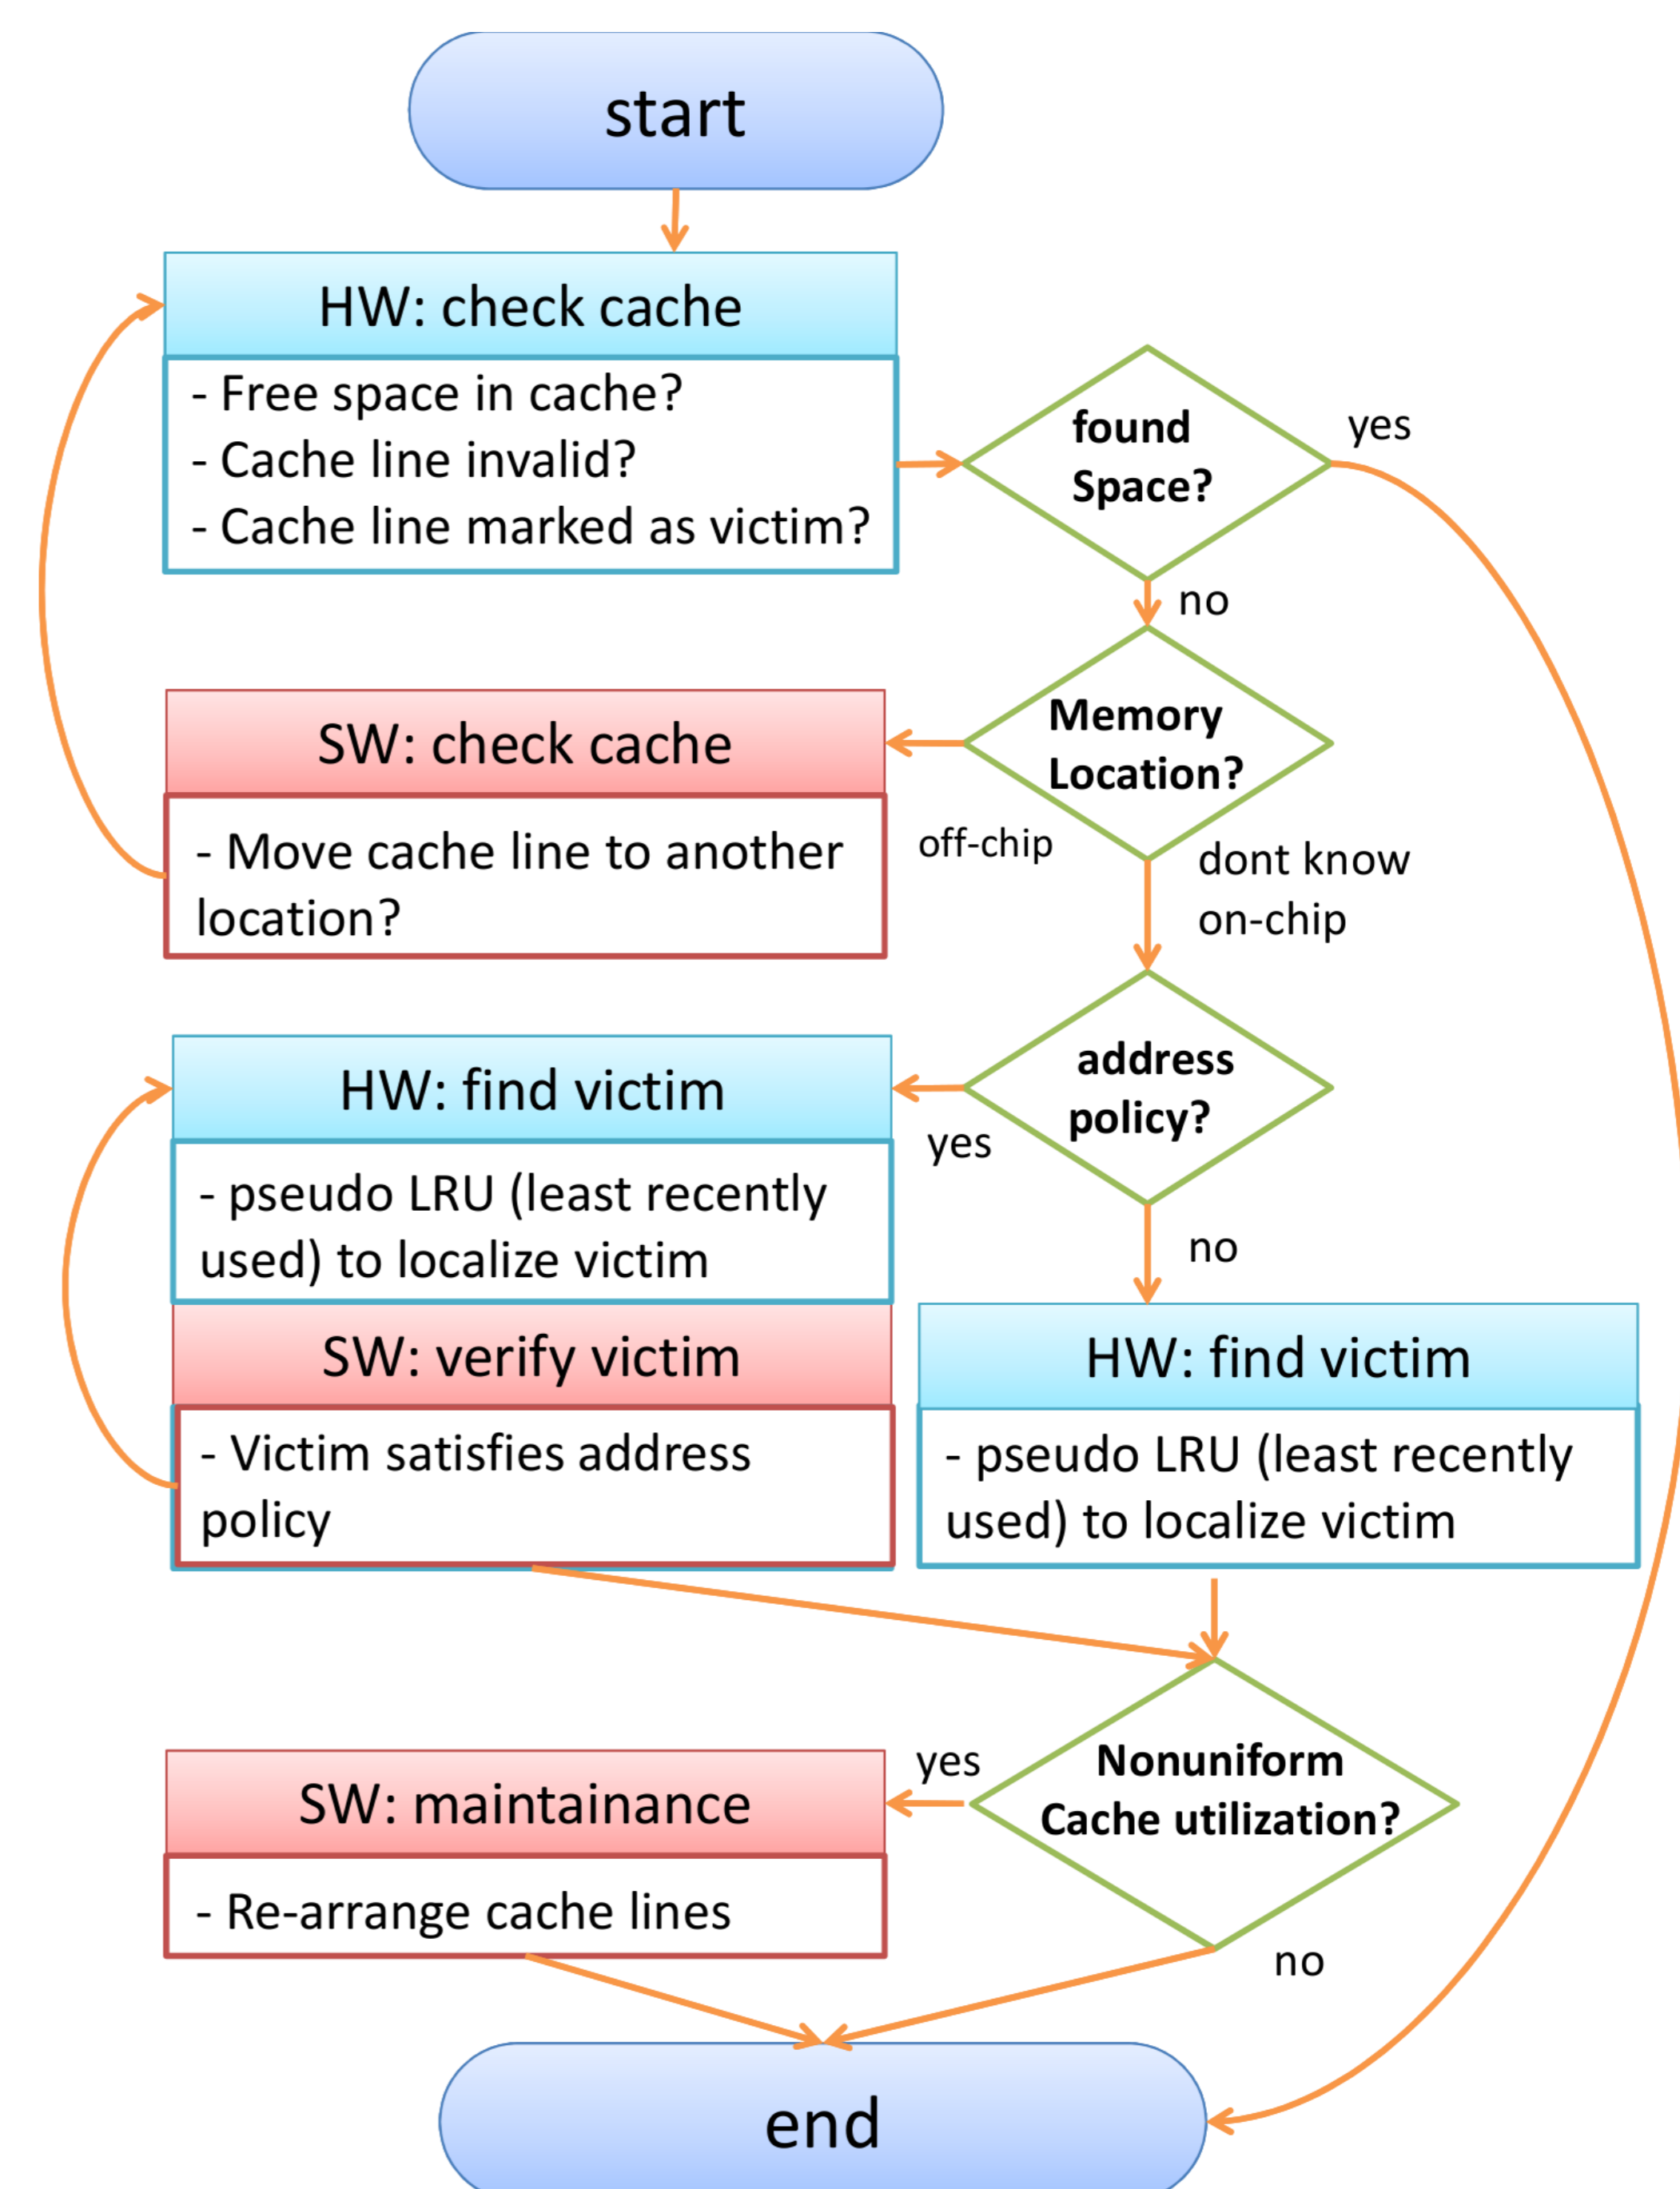 start
HW: check cache
- Free space in cache?
- Cache line invalid?
- Cache line marked as victim?
found
Space?
yes
no
Memory
Location?
SW: check cache
- Move cache line to another
location?
off-chip
dont know
on-chip
address
policy?
yes
no
HW: find victim
- pseudo LRU (least recently
used) to localize victim
SW: verify victim
- Victim satisfies address
policy
HW: find victim
- pseudo LRU (least recently
used) to localize victim
Nonuniform
Cache utilization?
yes
no
SW: maintainance
- Re-arrange cache lines
end